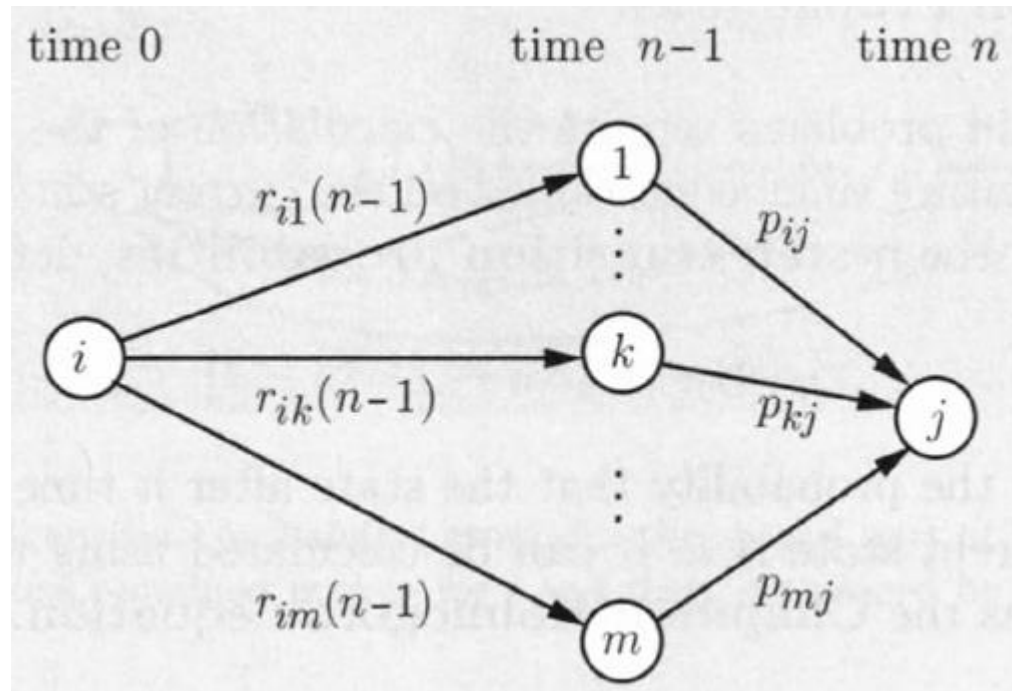 time 0 time n−1 time n
1
r_{i1}(n−1)
p_{ij}
i
k
r_{ik}(n−1)
p_{kj}
j
r_{im}(n−1)
p_{mj}
m